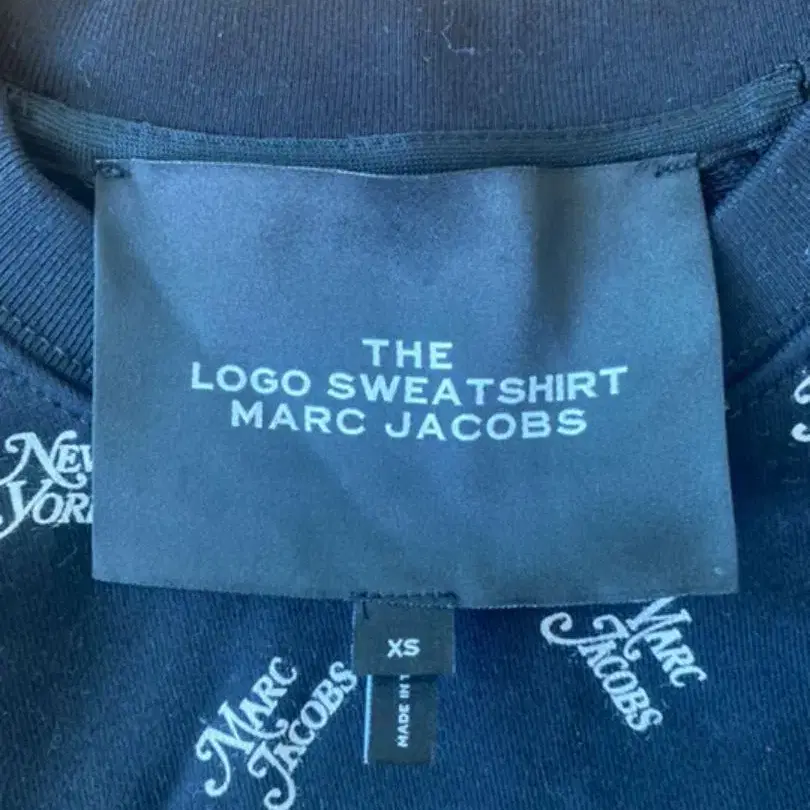 THE
LOGO SWEATSHIRT
MARC JACOBS
NEW
YORK
XS
MADE IN T
MARC
JACOBS
MARC
JACOBS